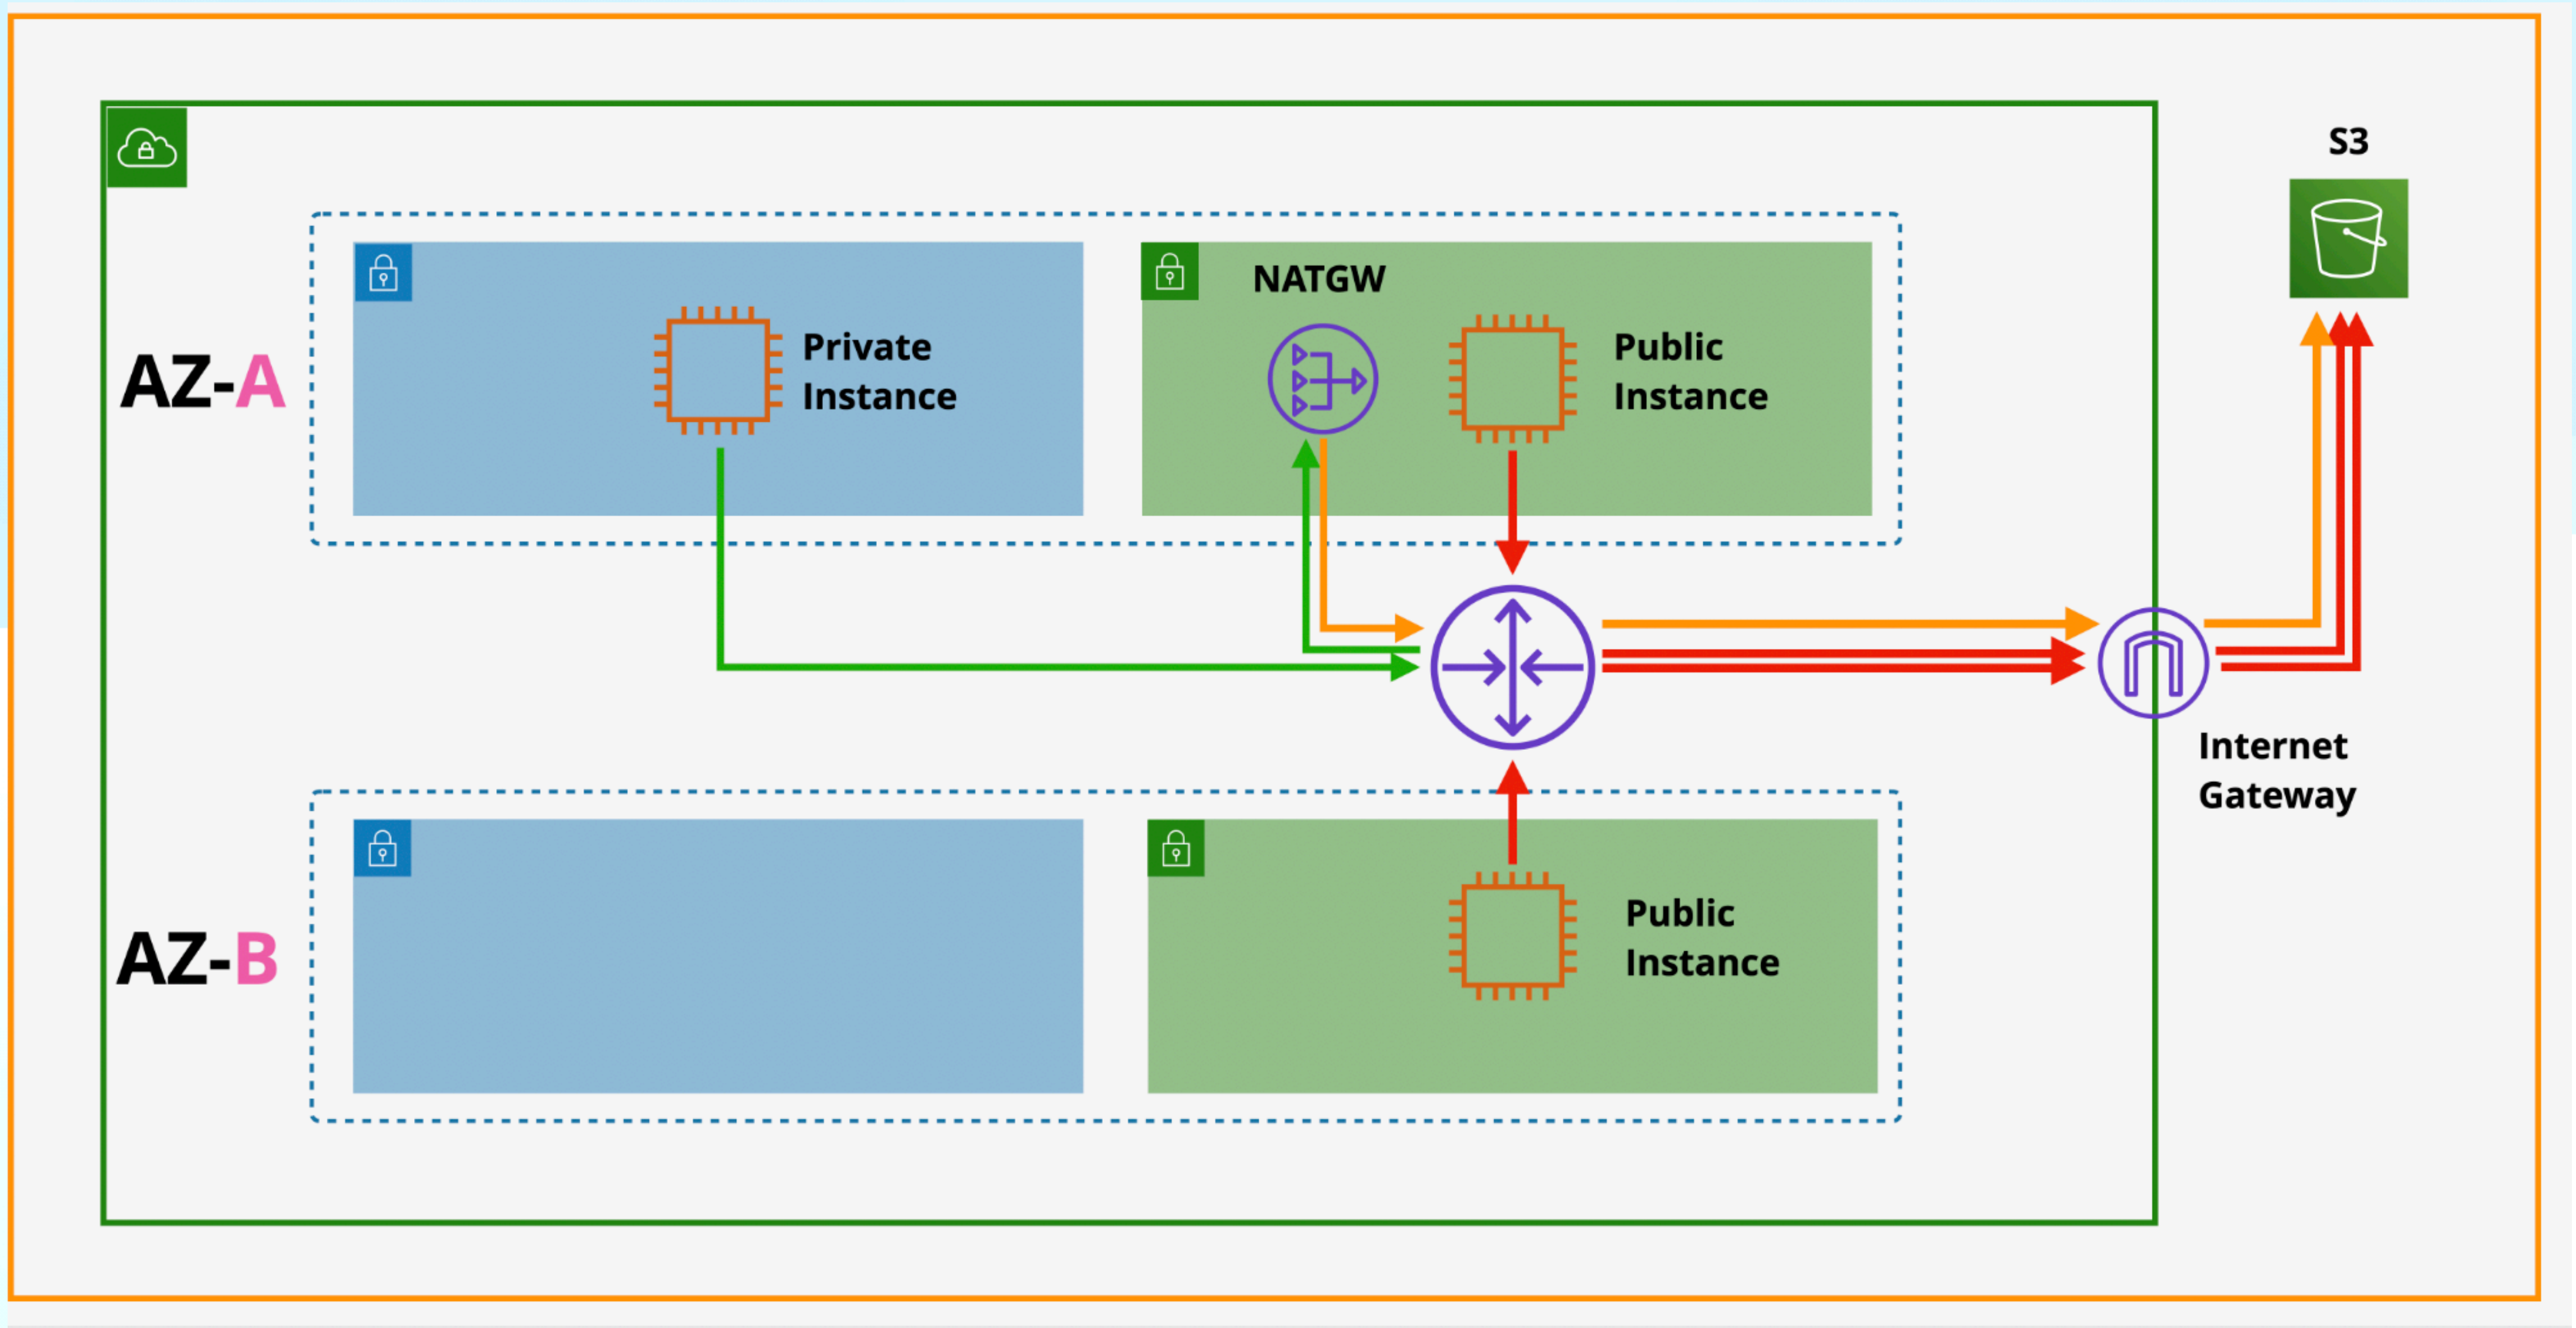 S3
NATGW
AZ-A
Private
Instance
Public
Instance
Internet
Gateway
AZ-B
Public
Instance